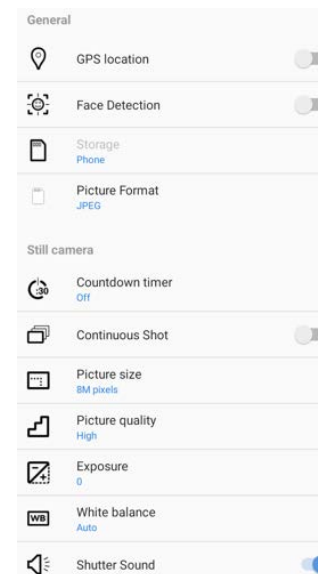 General
GPS location
Face Detection
Storage
Phone
Picture Format
JPEG
Still camera
:30
Countdown timer
Off
Continuous Shot
Picture size
8M pixels
Picture quality
High
Exposure
0
WB
White balance
Auto
Shutter Sound